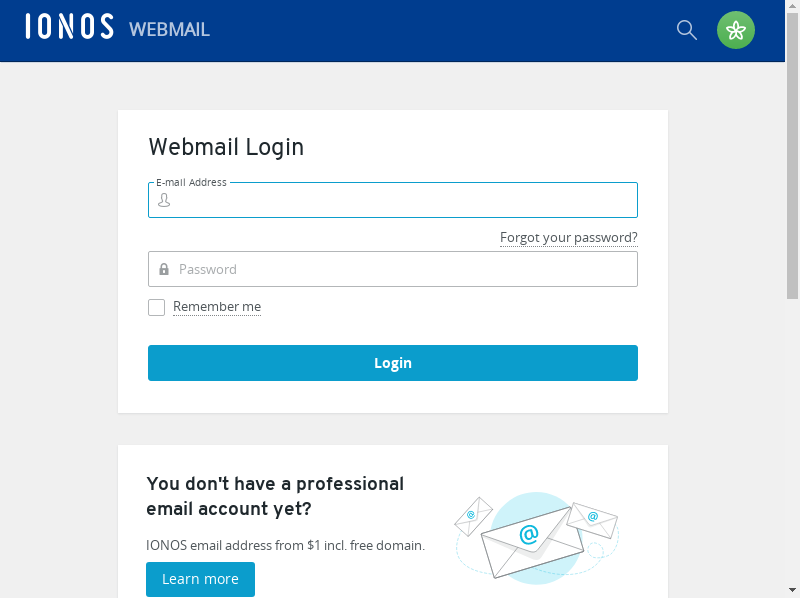 IONOS WEBMAIL
Webmail Login
E-mail Address
Forgot your password?
Password
Remember me
Login
You don't have a professional
email account yet?
IONOS email address from $1 incl. free domain.
Learn more
@
@
@